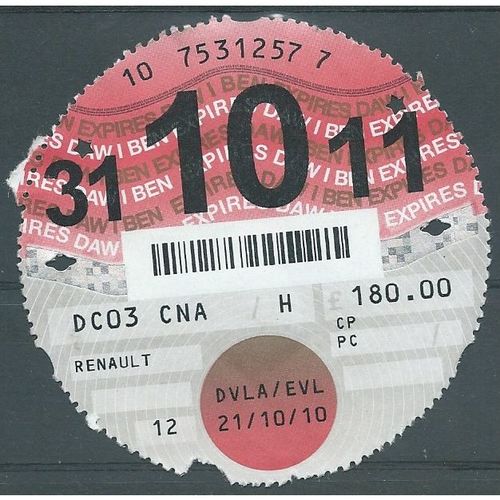 10 7531257 7
EXPIRES DAW I BEN
31 10 11
DC03 CNA / H £ 180.00
CP
RENAULT PC /
DVLA/EVL
12 21/10/10